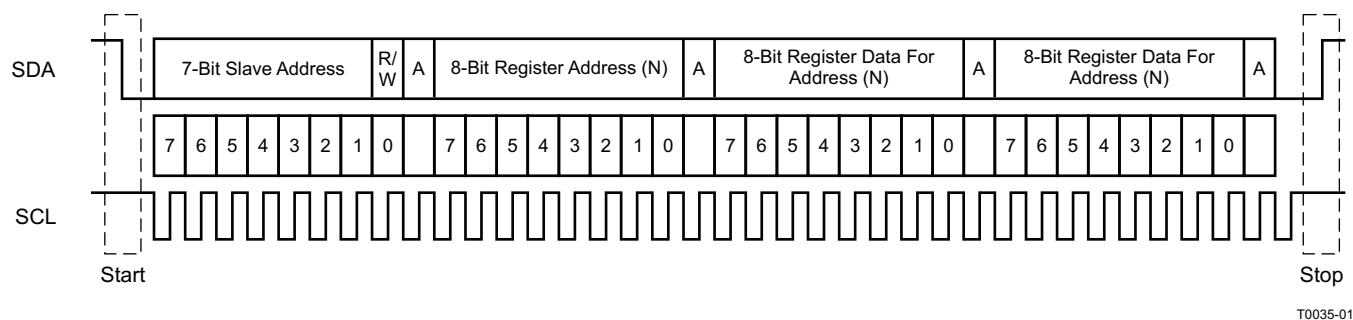 SDA
7-Bit Slave Address
R/
W
A
8-Bit Register Address (N)
A
8-Bit Register Data For
Address (N)
A
8-Bit Register Data For
Address (N)
A
7 6 5 4 3 2 1 0 7 6 5 4 3 2 1 0 7 6 5 4 3 2 1 0 7 6 5 4 3 2 1 0
SCL
Start
Stop
T0035-01